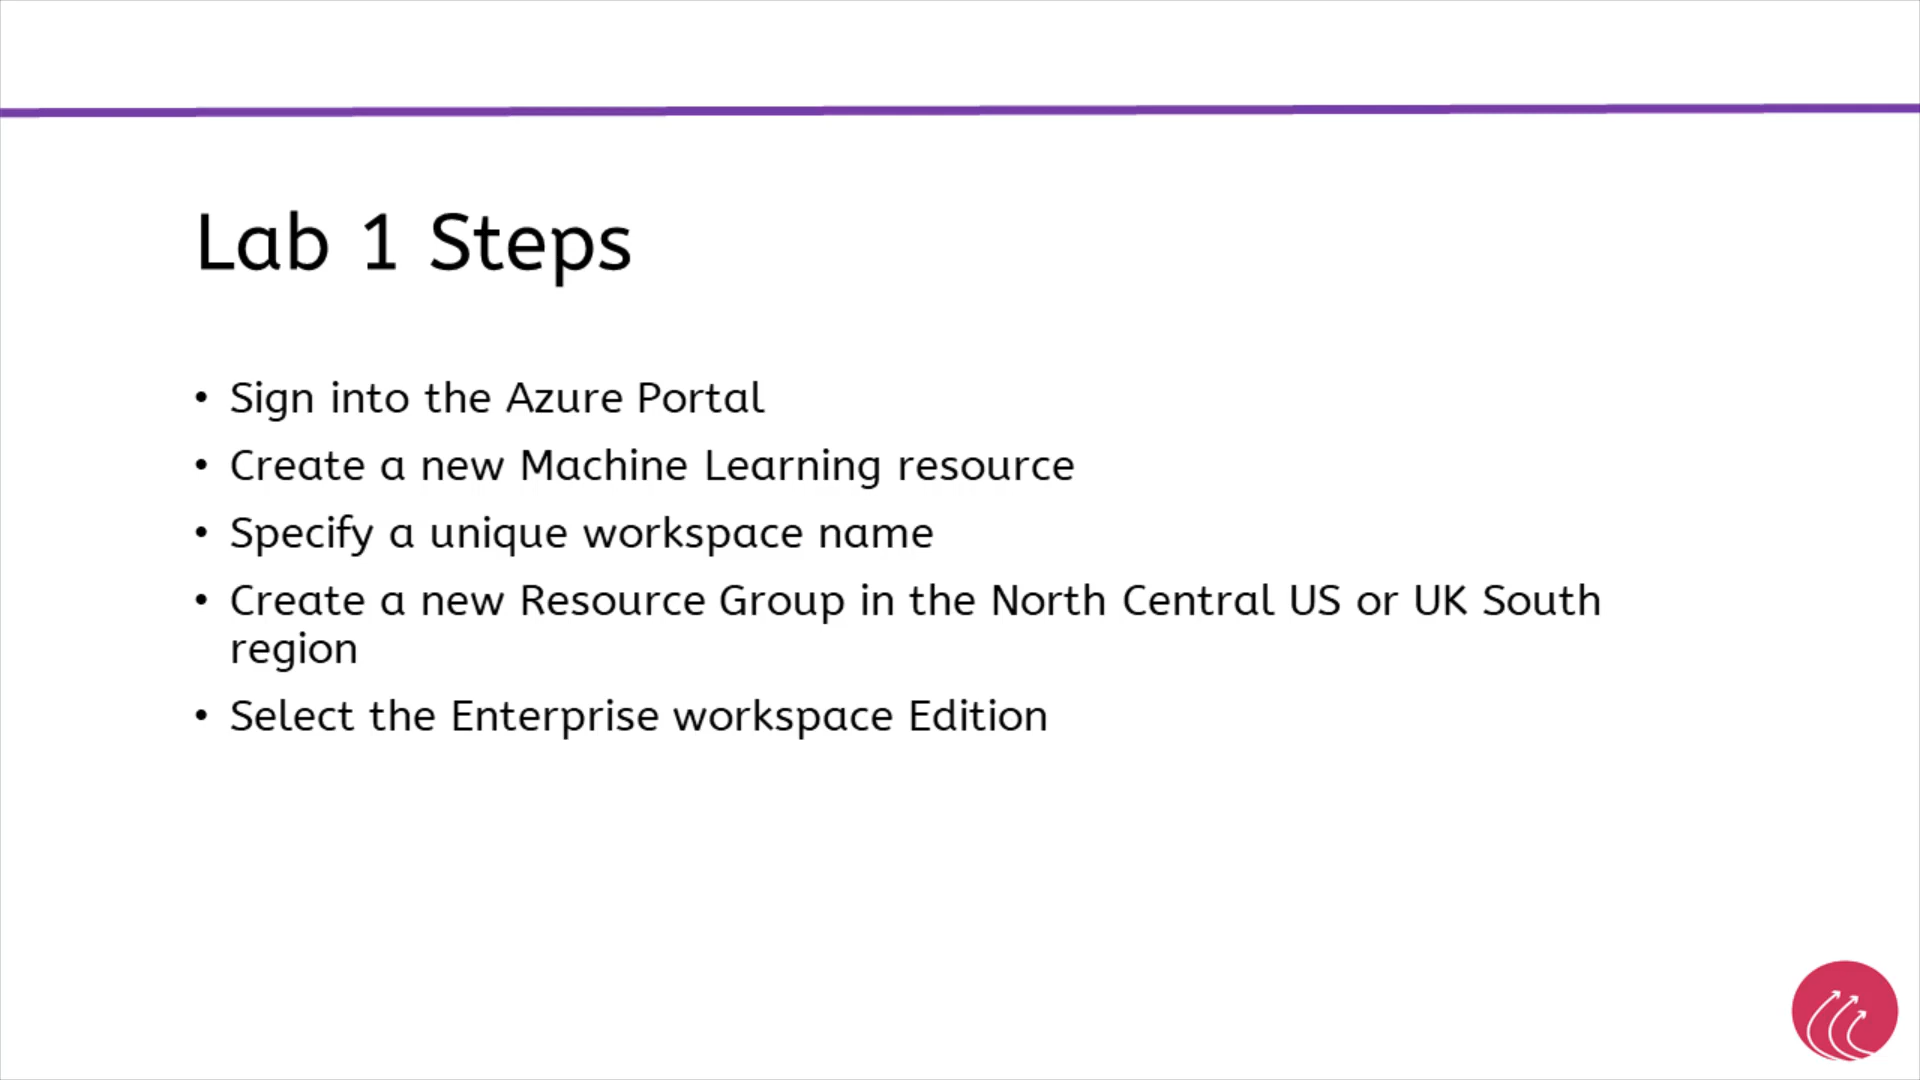 Lab 1 Steps
• Sign into the Azure Portal
• Create a new Machine Learning resource
• Specify a unique workspace name
• Create a new Resource Group in the North Central US or UK South
region
• Select the Enterprise workspace Edition